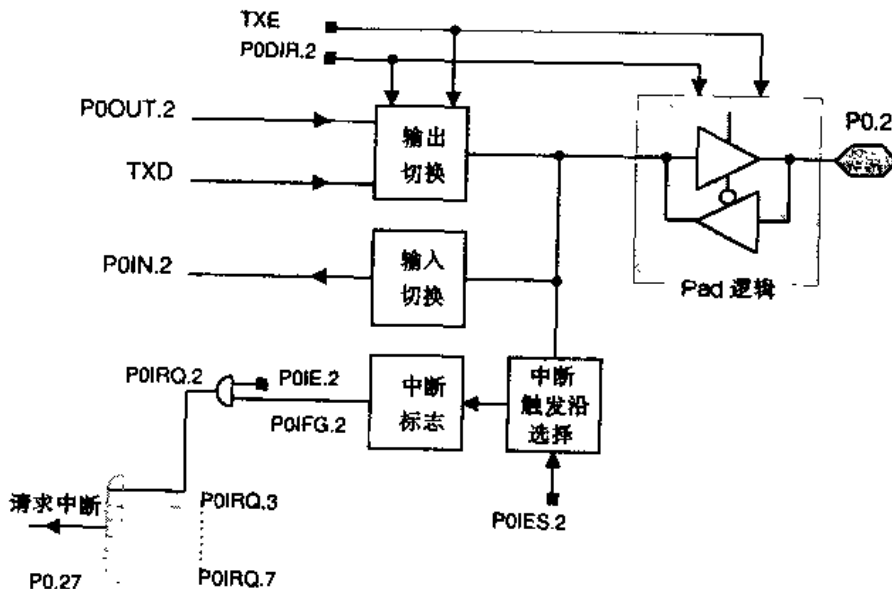 TXE
P0DIR.2
P0OUT.2
TXD
输出
切换
P0.2
P0IN.2
输入
切换
Pad 逻辑
P0IRQ.2
P0IE.2
P0IFG.2
中断
标志
中断
触发沿
选择
P0IES.2
请求中断
P0IRQ.3
P0.27
P0IRQ.7